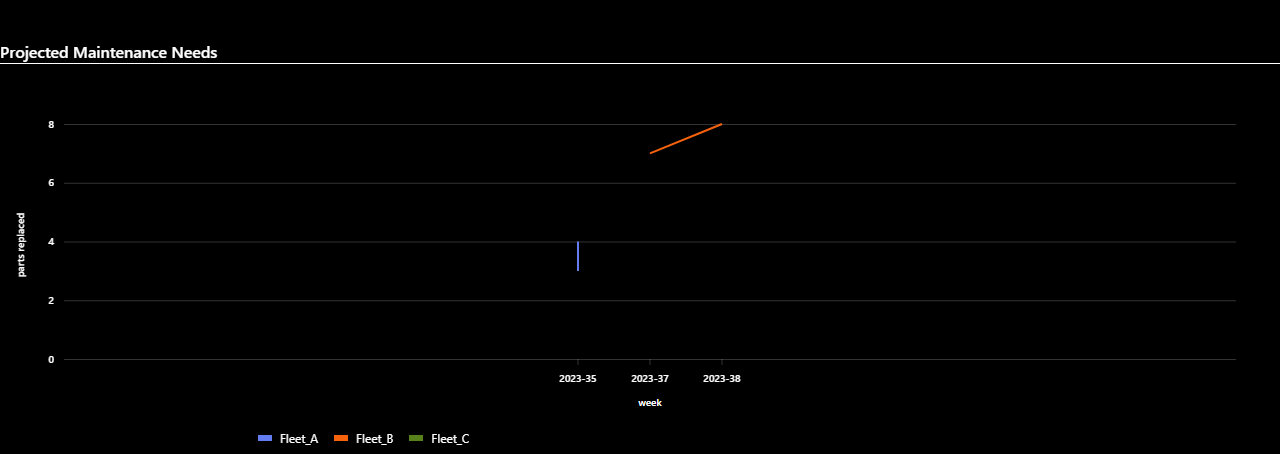 Projected Maintenance Needs
8
6
4
2
0
parts replaced
2023-35 2023-37 2023-38
week
Fleet_A Fleet_B Fleet_C